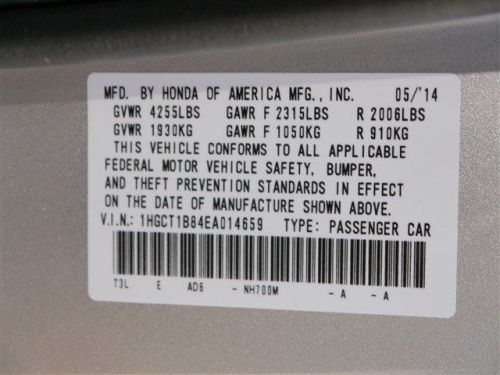 MFD. BY HONDA OF AMERICA MFG., INC. 05/'14
GVWR 4255LBS GAWR F 2315LBS R 2006LBS
GVWR 1930KG GAWR F 1050KG R 910KG
THIS VEHICLE CONFORMS TO ALL APPLICABLE
FEDERAL MOTOR VEHICLE SAFETY, BUMPER,
AND THEFT PREVENTION STANDARDS IN EFFECT
ON THE DATE OF MANUFACTURE SHOWN ABOVE.
V.I.N.: 1HGCT1B84EA014659 TYPE: PASSENGER CAR
T3L E AD6 - NH700M - A - A